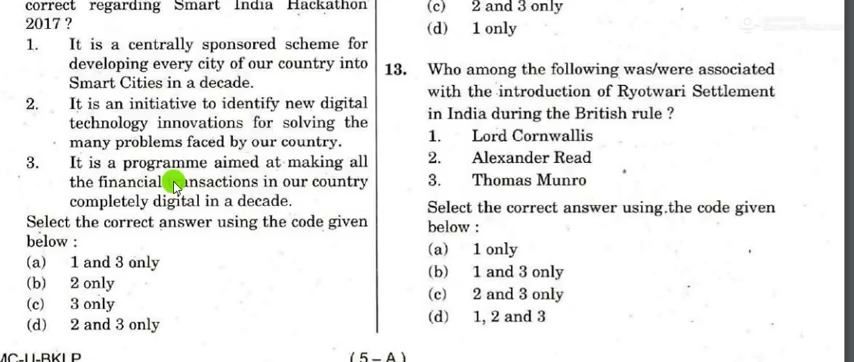 correct regarding Smart India Hackathon
2017 ?
1. It is a centrally sponsored scheme for
developing every city of our country into
Smart Cities in a decade.
2. It is an initiative to identify new digital
technology innovations for solving the
many problems faced by our country.
3. It is a programme aimed at making all
the financial transactions in our country
completely digital in a decade.
Select the correct answer using the code given
below :
(a) 1 and 3 only
(b) 2 only
(c) 3 only
(d) 2 and 3 only
(c) 2 and 3 only
(d) 1 only
13. Who among the following was/were associated
with the introduction of Ryotwari Settlement
in India during the British rule ?
1. Lord Cornwallis
2. Alexander Read
3. Thomas Munro
Select the correct answer using the code given
below :
(a) 1 only
(b) 1 and 3 only
(c) 2 and 3 only
(d) 1, 2 and 3
( 5 – A )